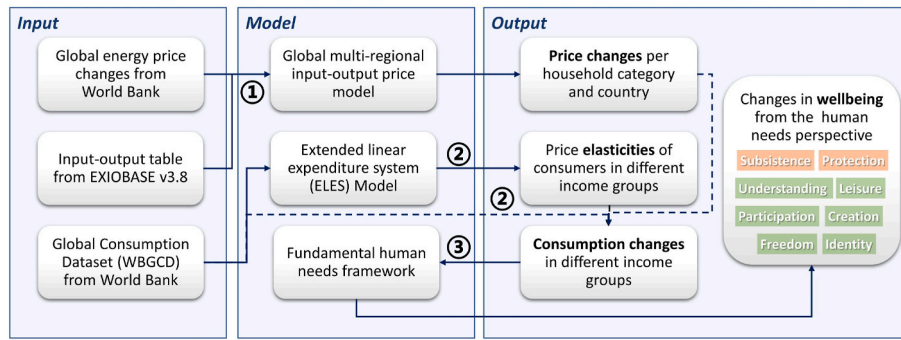 Input
Global energy price
changes from
World Bank
Input-output table
from EXIOBASE v3.8
Global Consumption
Dataset (WBGCD)
from World Bank
Model
①
Global multi-regional
input-output price
model
Extended linear
expenditure system
(ELES) Model
②
②
Fundamental human
needs framework
③
Output
Price changes per
household category
and country
Price elasticities of
consumers in different
income groups
Consumption changes
in different income
groups
Changes in wellbeing
from the human
needs perspective
Subsistence Protection
Understanding Leisure
Participation Creation
Freedom Identity